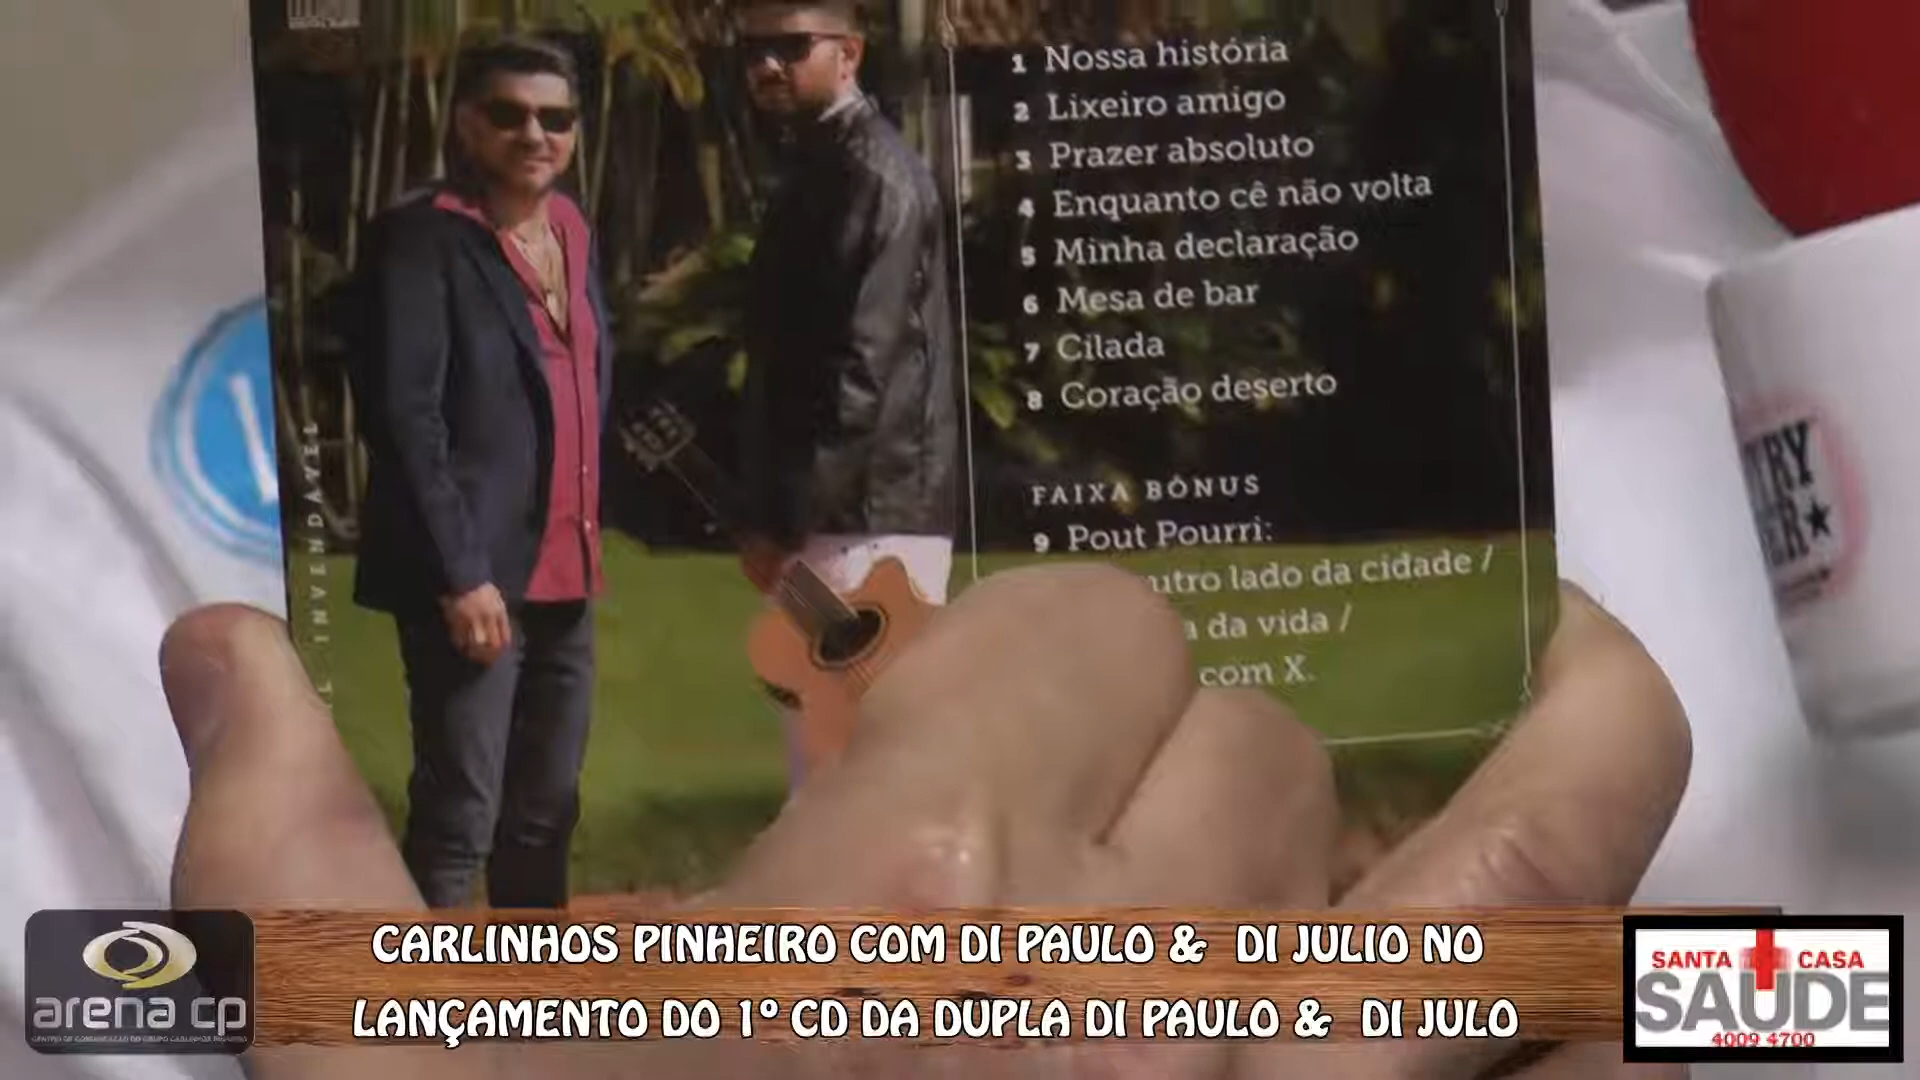 1 Nossa história
2 Lixeiro amigo
3 Prazer absoluto
4 Enquanto cê não volta
5 Minha declaração
6 Mesa de bar
7 Cilada
8 Coração deserto
FAIXA BÔNUS
9 Pout Pourri:
lado da cidade /
da vida /
com X.
INVENDÁVEL
CARLINHOS PINHEIRO COM DI PAULO & DI JULIO NO
LANÇAMENTO DO 1º CD DA DUPLA DI PAULO & DI JULO
arena cp
SANTA CASA
SAÚDE
4009 4700